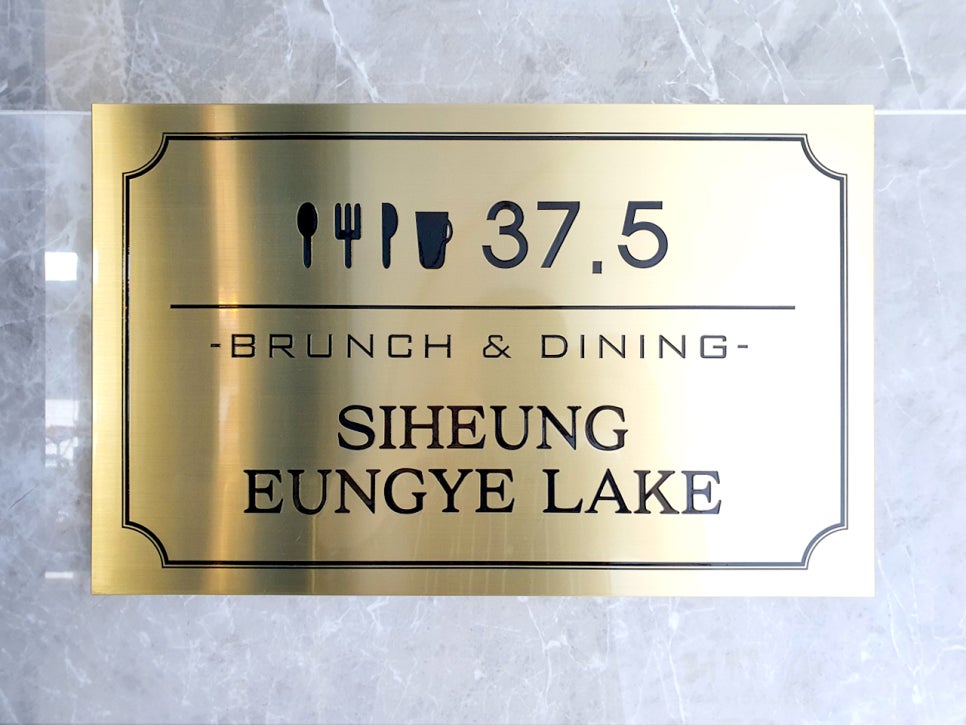 37.5
-BRUNCH & DINING-
SIHEUNG
EUNGYE LAKE